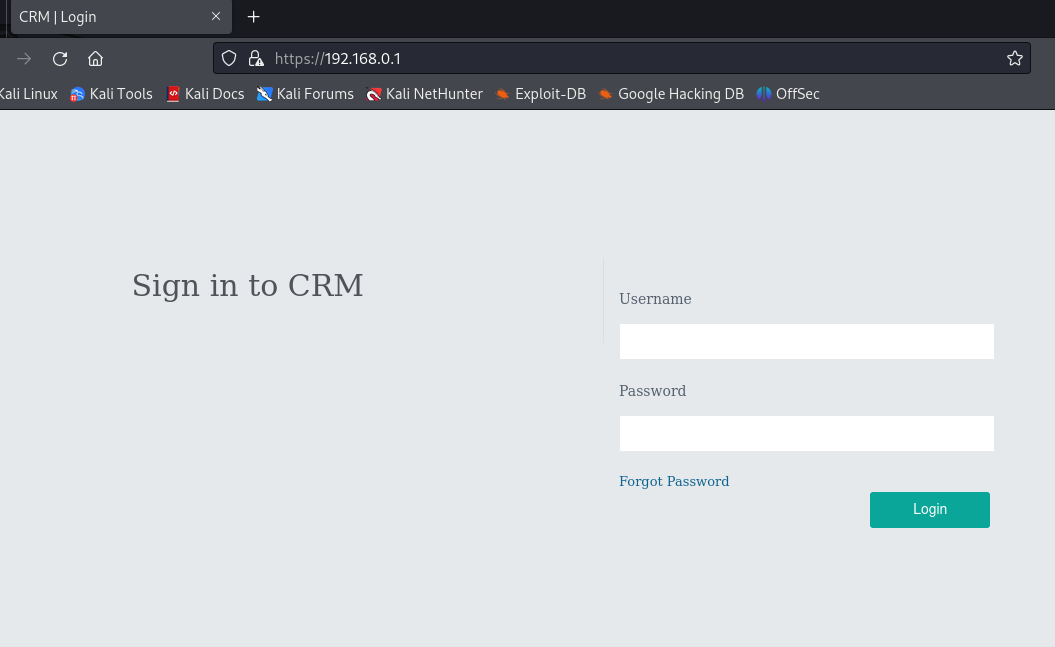 CRM | Login
https://192.168.0.1
Kali Linux Kali Tools Kali Docs Kali Forums Kali NetHunter Exploit-DB Google Hacking DB OffSec
Sign in to CRM
Username
Password
Forgot Password
Login